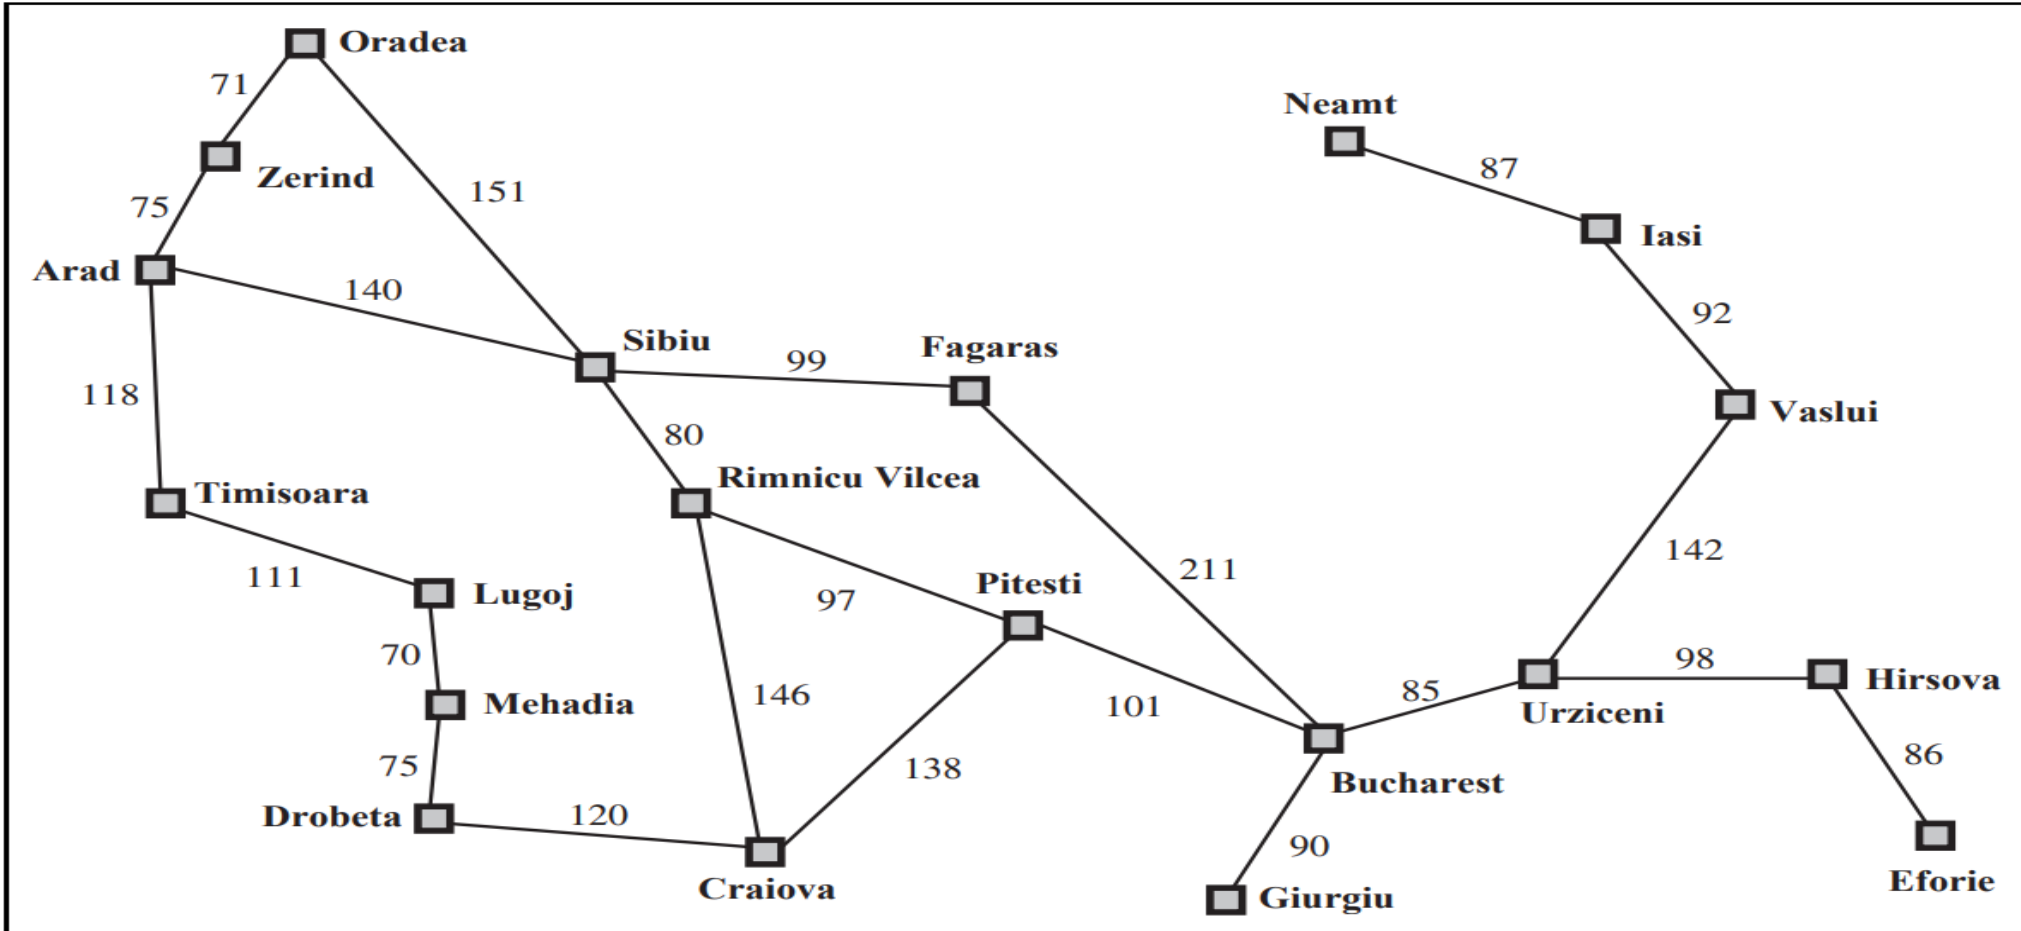 Oradea
71
Neamt
87
Zerind
151
75
Iasi
Arad
140
92
Sibiu
99
Fagaras
118
Vaslui
80
Rimnicu Vilcea
Timisoara
142
111
Lugoj
97
Pitesti
211
70
98
Hirsova
146
85
Mehadia
101
Urziceni
75
138
86
Bucharest
Drobeta
120
90
Craiova
Eforie
Giurgiu